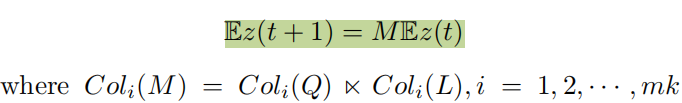 𝔼z(t + 1) = M𝔼z(t)
where Col_i(M) = Col_i(Q) ⋉ Col_i(L), i = 1, 2, ⋯ , mk